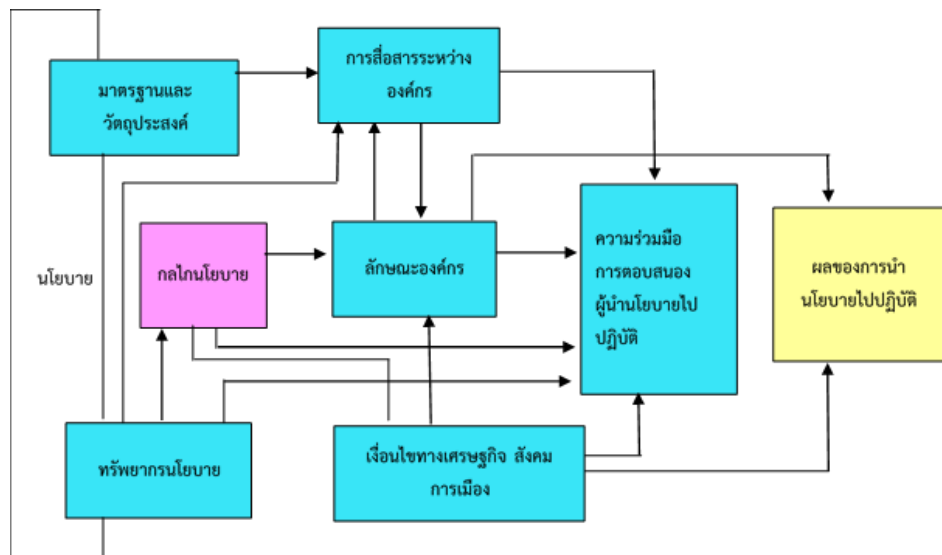 การสื่อสารระหว่าง
องค์กร
มาตรฐานและ
วัตถุประสงค์
นโยบาย
กลไกนโยบาย
ลักษณะองค์กร
ความร่วมมือ
การตอบสนอง
ผู้นำนโยบายไป
ปฏิบัติ
ผลของการนำ
นโยบายไปปฏิบัติ
ทรัพยากรนโยบาย
เงื่อนไขทางเศรษฐกิจ สังคม
การเมือง